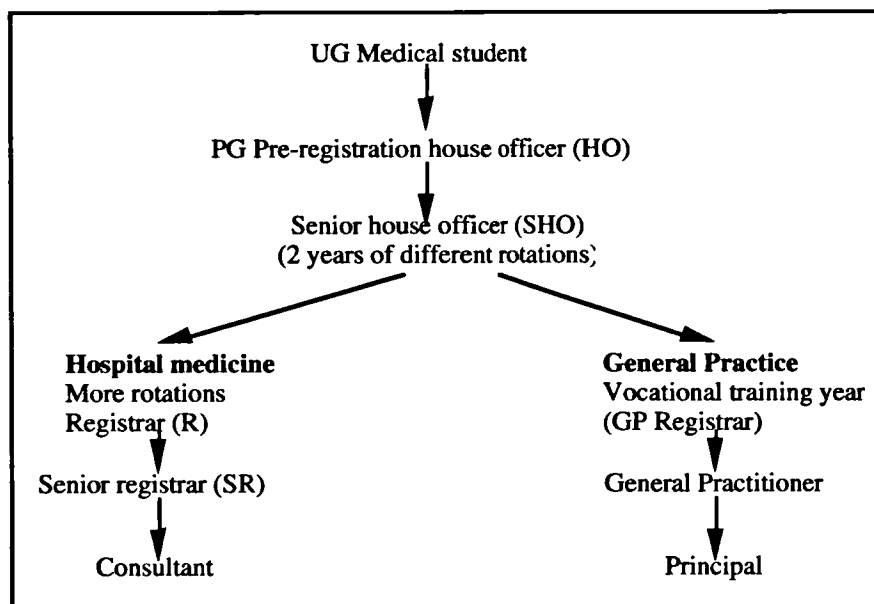 UG Medical student
PG Pre-registration house officer (HO)
Senior house officer (SHO)
(2 years of different rotations)
Hospital medicine
More rotations
Registrar (R)
Senior registrar (SR)
Consultant
General Practice
Vocational training year
(GP Registrar)
General Practitioner
Principal